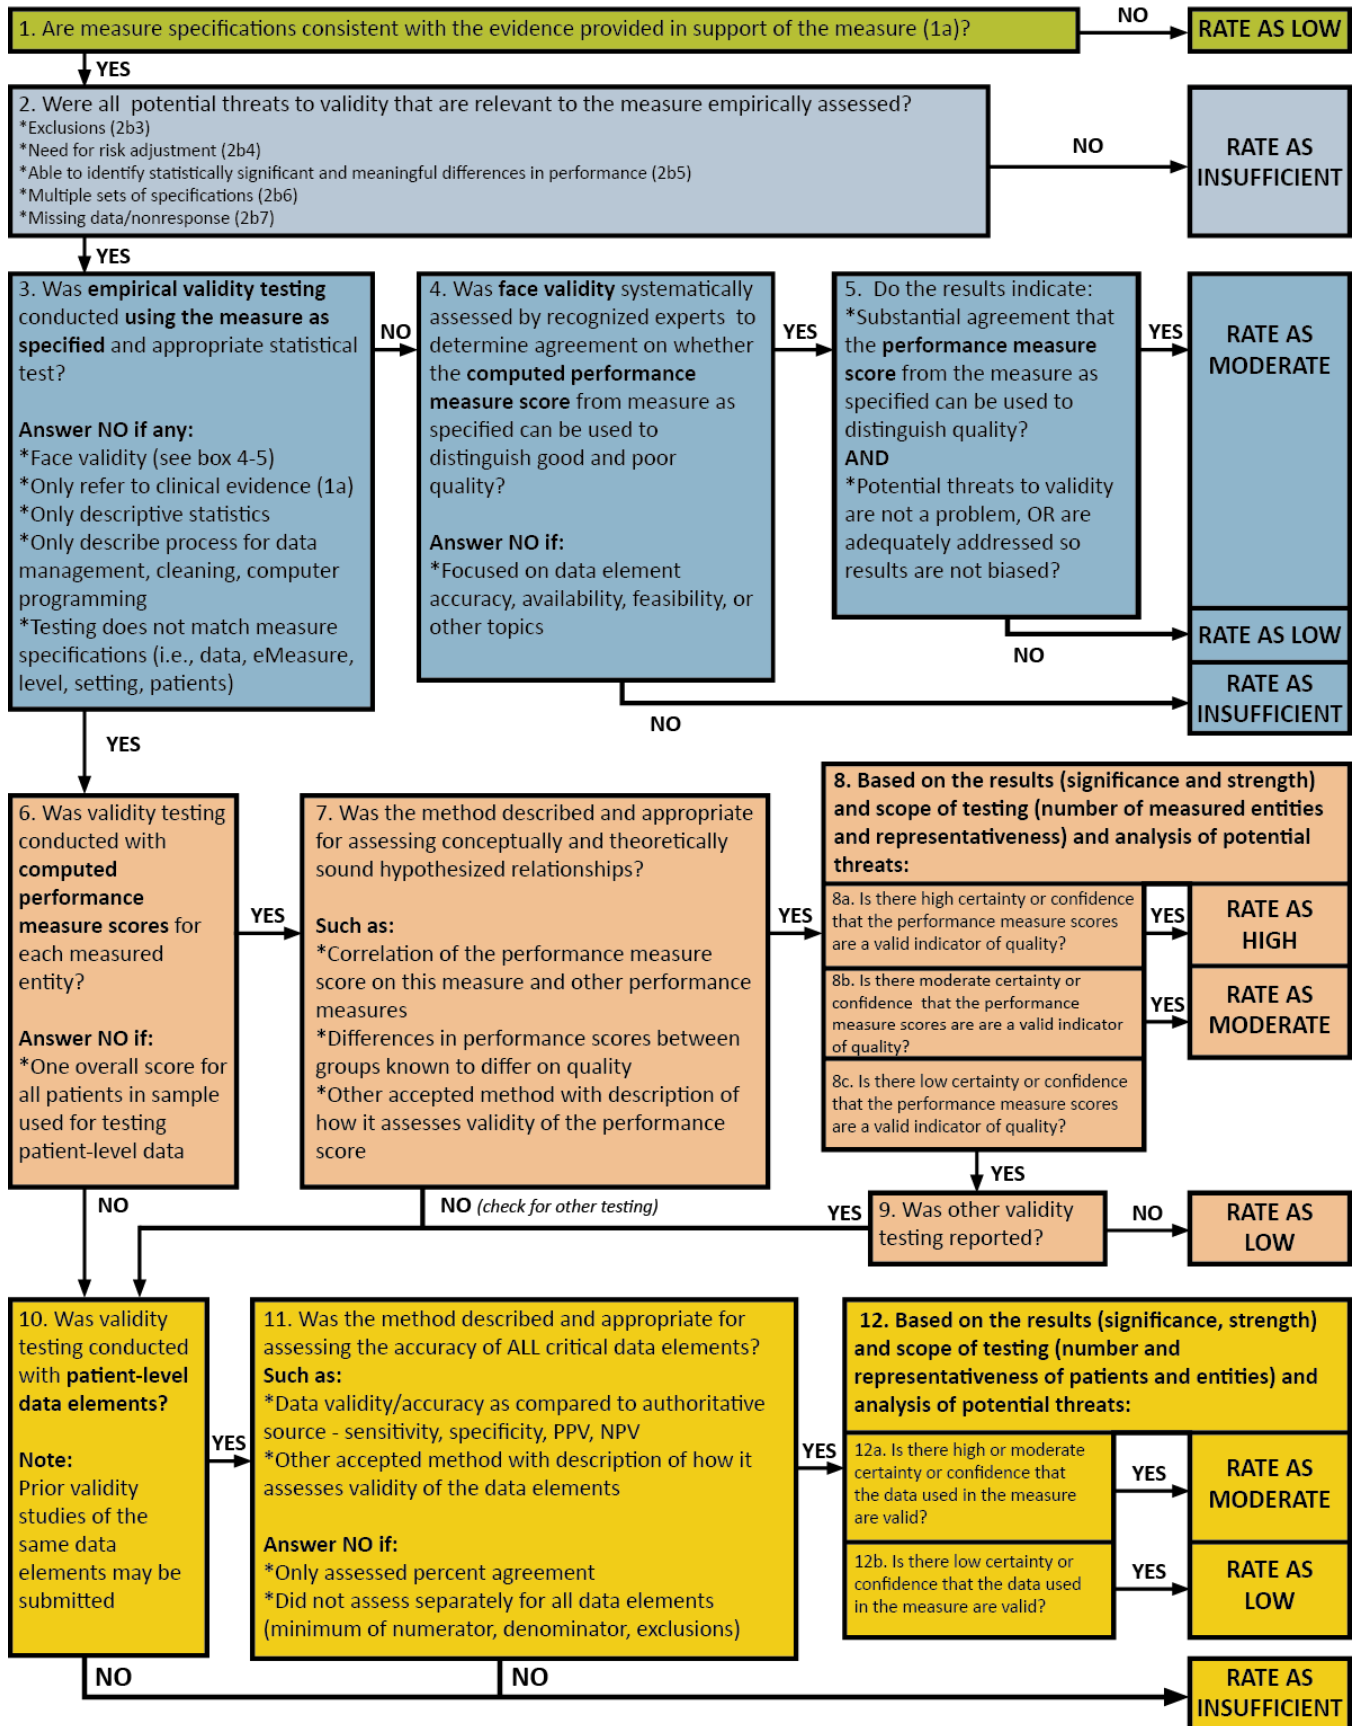 1. Are measure specifications consistent with the evidence provided in support of the measure (1a)?
NO
RATE AS LOW
YES
2. Were all  potential threats to validity that are relevant to the measure empirically assessed?
*Exclusions (2b3)
*Need for risk adjustment (2b4)
*Able to identify statistically significant and meaningful differences in performance (2b5)
*Multiple sets of specifications (2b6)
*Missing data/nonresponse (2b7)
NO
RATE AS
INSUFFICIENT
YES
3. Was empirical validity testing
conducted using the measure as
specified and appropriate statistical
test?
Answer NO if any:
*Face validity (see box 4-5)
*Only refer to clinical evidence (1a)
*Only descriptive statistics
*Only describe process for data
management, cleaning, computer
programming
*Testing does not match measure
specifications (i.e., data, eMeasure,
level, setting, patients)
NO
4. Was face validity systematically
assessed by recognized experts  to
determine agreement on whether
the computed performance
measure score from measure as
specified can be used to
distinguish good and poor
quality?
Answer NO if:
*Focused on data element
accuracy, availability, feasibility, or
other topics
YES
5.  Do the results indicate:
*Substantial agreement that
the performance measure
score from the measure as
specified can be used to
distinguish quality?
AND
*Potential threats to validity
are not a problem, OR are
adequately addressed so
results are not biased?
YES
RATE AS
MODERATE
NO
RATE AS LOW
NO
RATE AS
INSUFFICIENT
YES
6. Was validity testing
conducted with
computed
performance
measure scores for
each measured
entity?
Answer NO if:
*One overall score for
all patients in sample
used for testing
patient-level data
YES
7. Was the method described and appropriate
for assessing conceptually and theoretically
sound hypothesized relationships?
Such as:
*Correlation of the performance measure
score on this measure and other performance
measures
*Differences in performance scores between
groups known to differ on quality
*Other accepted method with description of
how it assesses validity of the performance
score
YES
8. Based on the results (significance and strength)
and scope of testing (number of measured entities
and representativeness) and analysis of potential
threats:
8a. Is there high certainty or confidence
that the performance measure scores
are a valid indicator of quality?
YES
RATE AS
HIGH
8b. Is there moderate certainty or
confidence  that the performance
measure scores are are a valid indicator
of quality?
YES
RATE AS
MODERATE
8c. Is there low certainty or confidence
that the performance measure scores
are a valid indicator of quality?
YES
NO
NO (check for other testing)
YES
9. Was other validity
testing reported?
NO
RATE AS
LOW
10. Was validity
testing conducted
with patient-level
data elements?
Note:
Prior validity
studies of the
same data
elements may be
submitted
YES
11. Was the method described and appropriate for
assessing the accuracy of ALL critical data elements?
Such as:
*Data validity/accuracy as compared to authoritative
source - sensitivity, specificity, PPV, NPV
*Other accepted method with description of how it
assesses validity of the data elements
Answer NO if:
*Only assessed percent agreement
*Did not assess separately for all data elements
(minimum of numerator, denominator, exclusions)
YES
12. Based on the results (significance, strength)
and scope of testing (number and
representativeness of patients and entities) and
analysis of potential threats:
12a. Is there high or moderate
certainty or confidence that
the data used in the measure
are valid?
YES
RATE AS
MODERATE
12b. Is there low certainty or
confidence that the data used
in the measure are valid?
YES
RATE AS
LOW
NO
NO
RATE AS
INSUFFICIENT